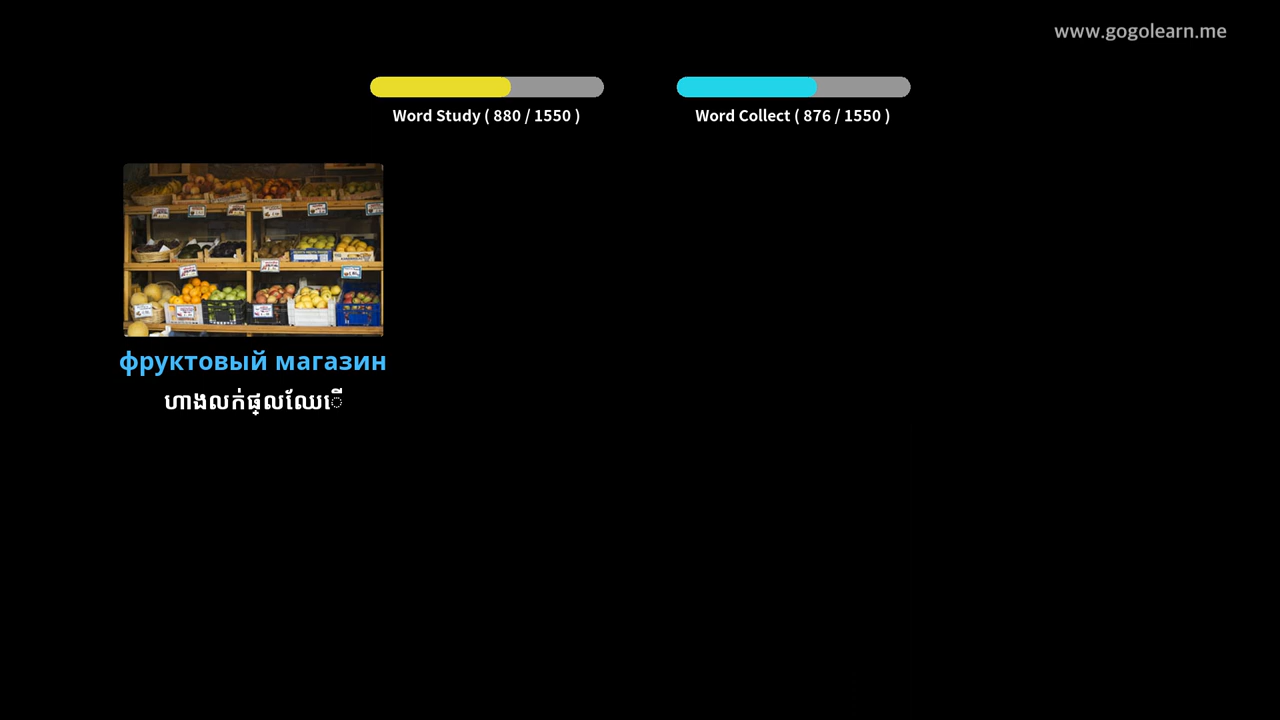 www.gogolearn.me
Word Study ( 880 / 1550 )
Word Collect ( 876 / 1550 )
фруктовый магазин
ហាងលក់ផ្លែឈើ